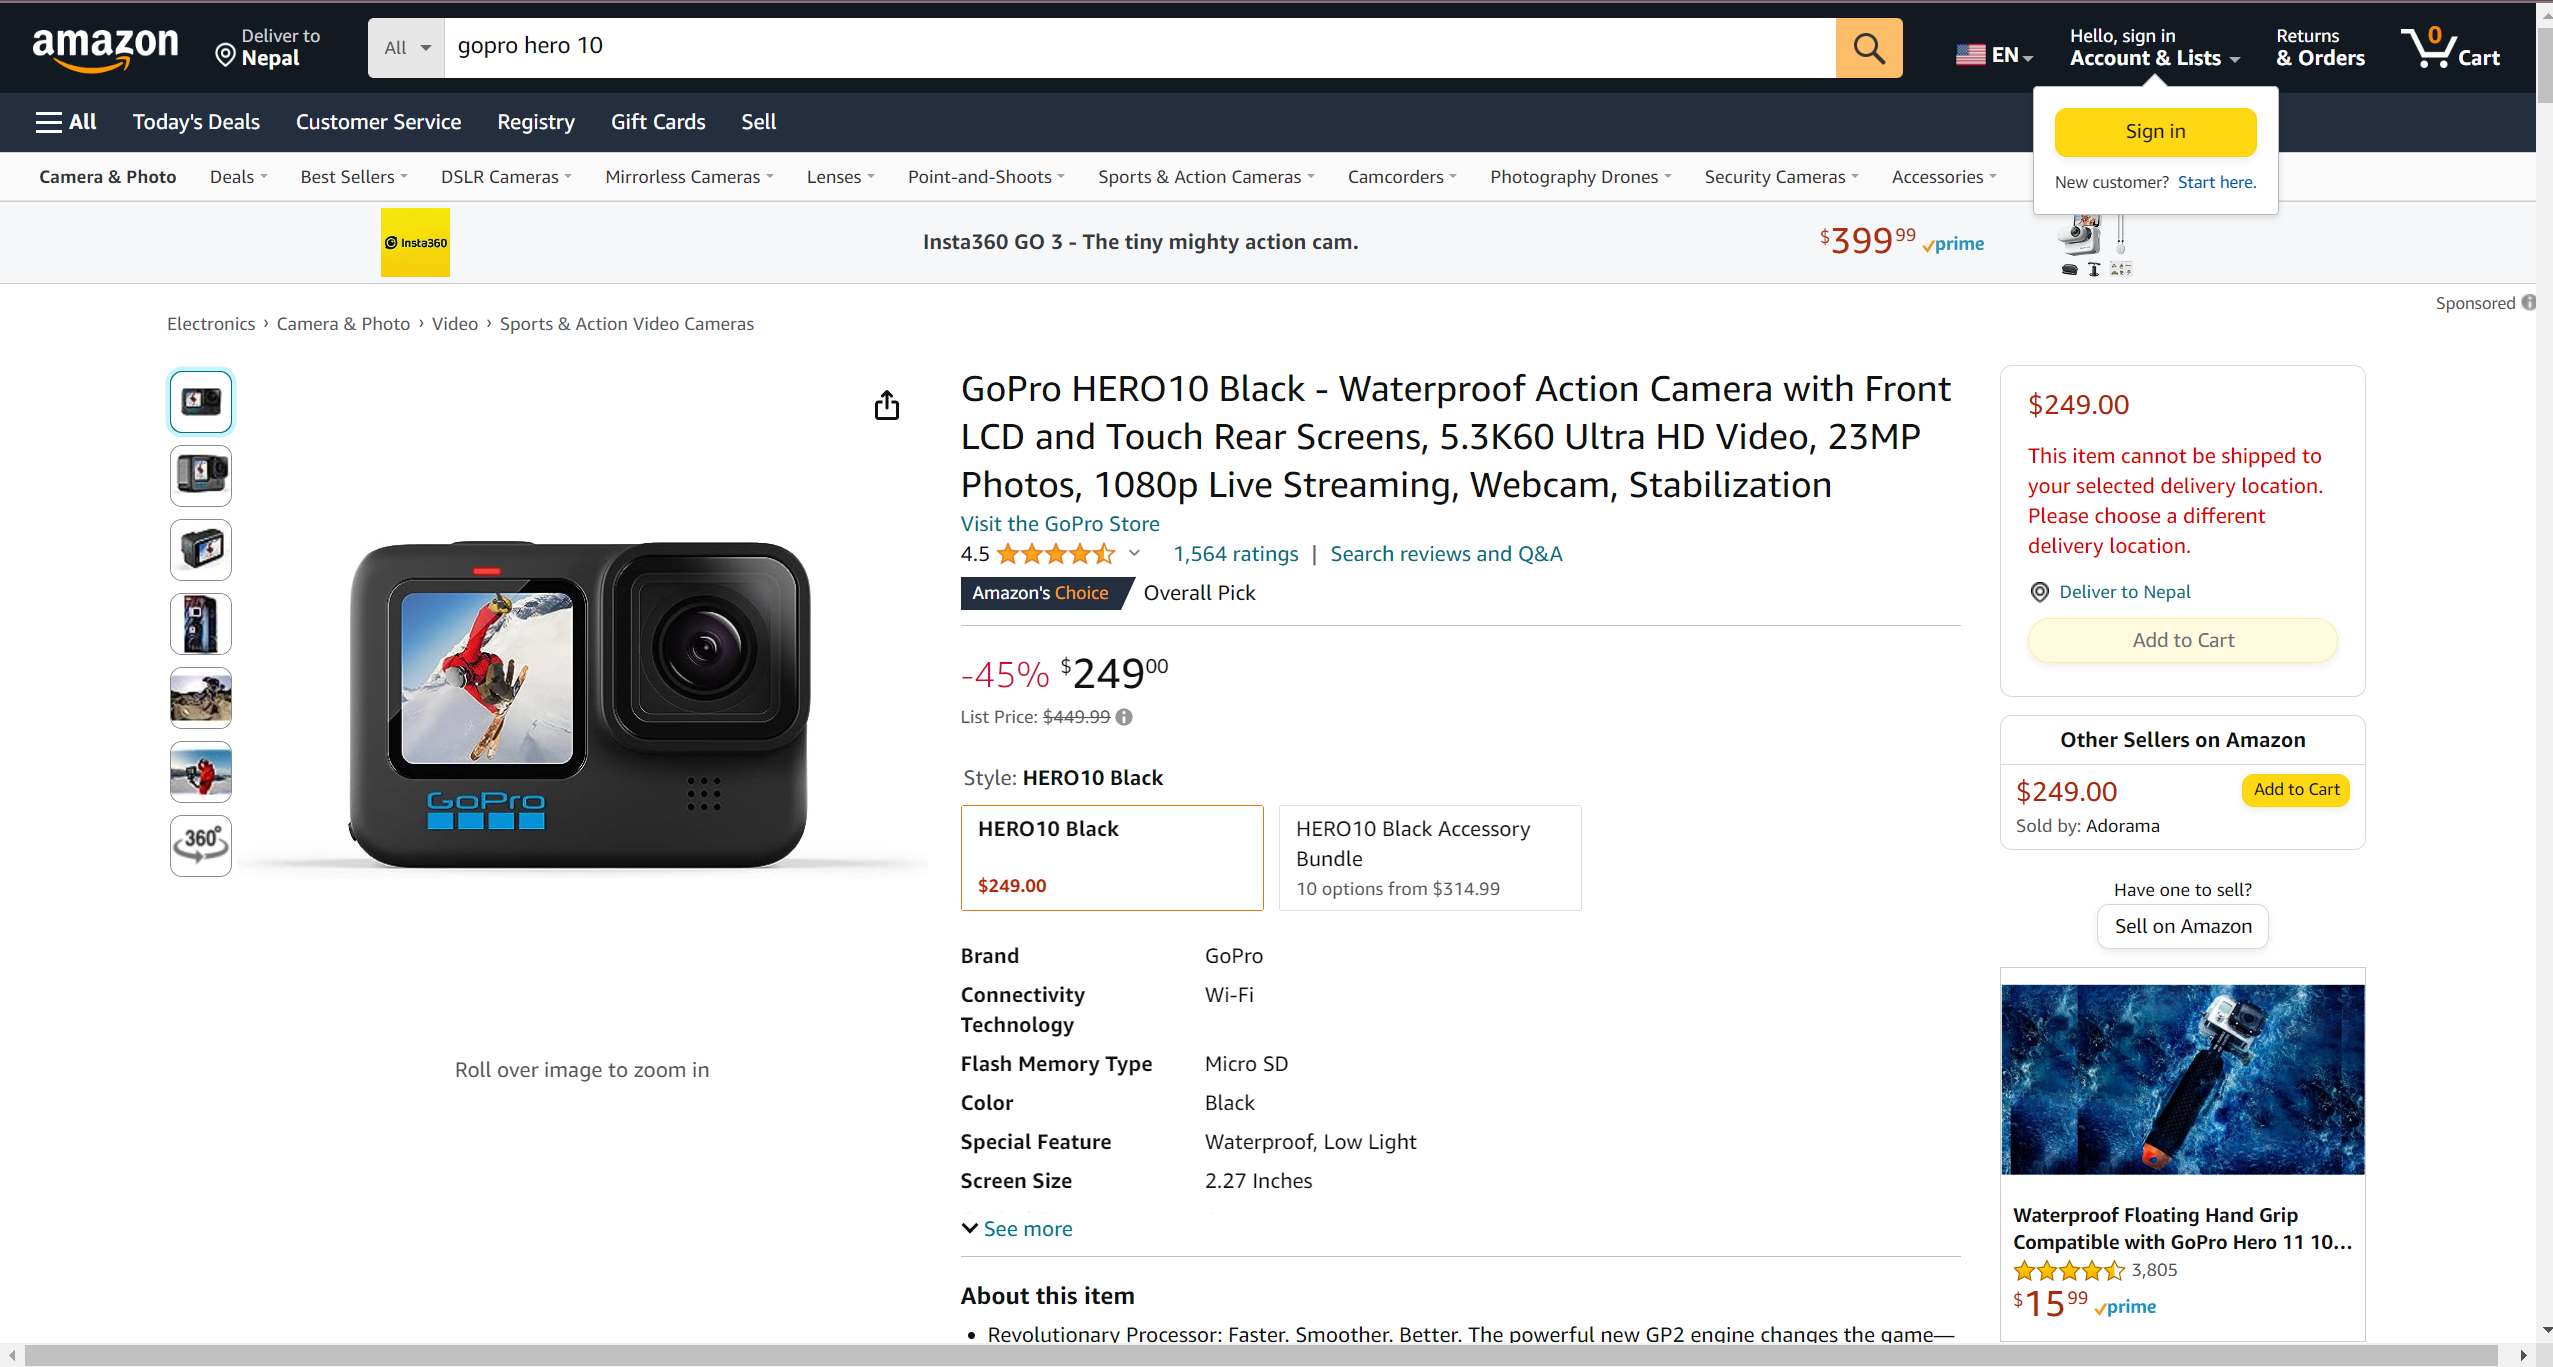 amazon
Deliver to
Nepal
All
gopro hero 10
EN
Hello, sign in
Account & Lists
Returns
& Orders
0
Cart
All
Today's Deals
Customer Service
Registry
Gift Cards
Sell
Sign in
New customer? Start here.
Camera & Photo
Deals
Best Sellers
DSLR Cameras
Mirrorless Cameras
Lenses
Point-and-Shoots
Sports & Action Cameras
Camcorders
Photography Drones
Security Cameras
Accessories
Insta360
Insta360 GO 3 - The tiny mighty action cam.
$399.99 prime
Sponsored
Electronics › Camera & Photo › Video › Sports & Action Video Cameras
360°
GoPro
Roll over image to zoom in
GoPro HERO10 Black - Waterproof Action Camera with Front
LCD and Touch Rear Screens, 5.3K60 Ultra HD Video, 23MP
Photos, 1080p Live Streaming, Webcam, Stabilization
Visit the GoPro Store
4.5 1,564 ratings | Search reviews and Q&A
Amazon's Choice Overall Pick
-45% $249.00
List Price: $449.99
Style: HERO10 Black
HERO10 Black
$249.00
HERO10 Black Accessory
Bundle
10 options from $314.99
Brand GoPro
Connectivity Wi-Fi
Technology
Flash Memory Type Micro SD
Color Black
Special Feature Waterproof, Low Light
Screen Size 2.27 Inches
See more
About this item
• Revolutionary Processor: Faster. Smoother. Better. The powerful new GP2 engine changes the game—
$249.00
This item cannot be shipped to
your selected delivery location.
Please choose a different
delivery location.
Deliver to Nepal
Add to Cart
Other Sellers on Amazon
$249.00
Add to Cart
Sold by: Adorama
Have one to sell?
Sell on Amazon
Waterproof Floating Hand Grip
Compatible with GoPro Hero 11 10...
3,805
$15.99 prime